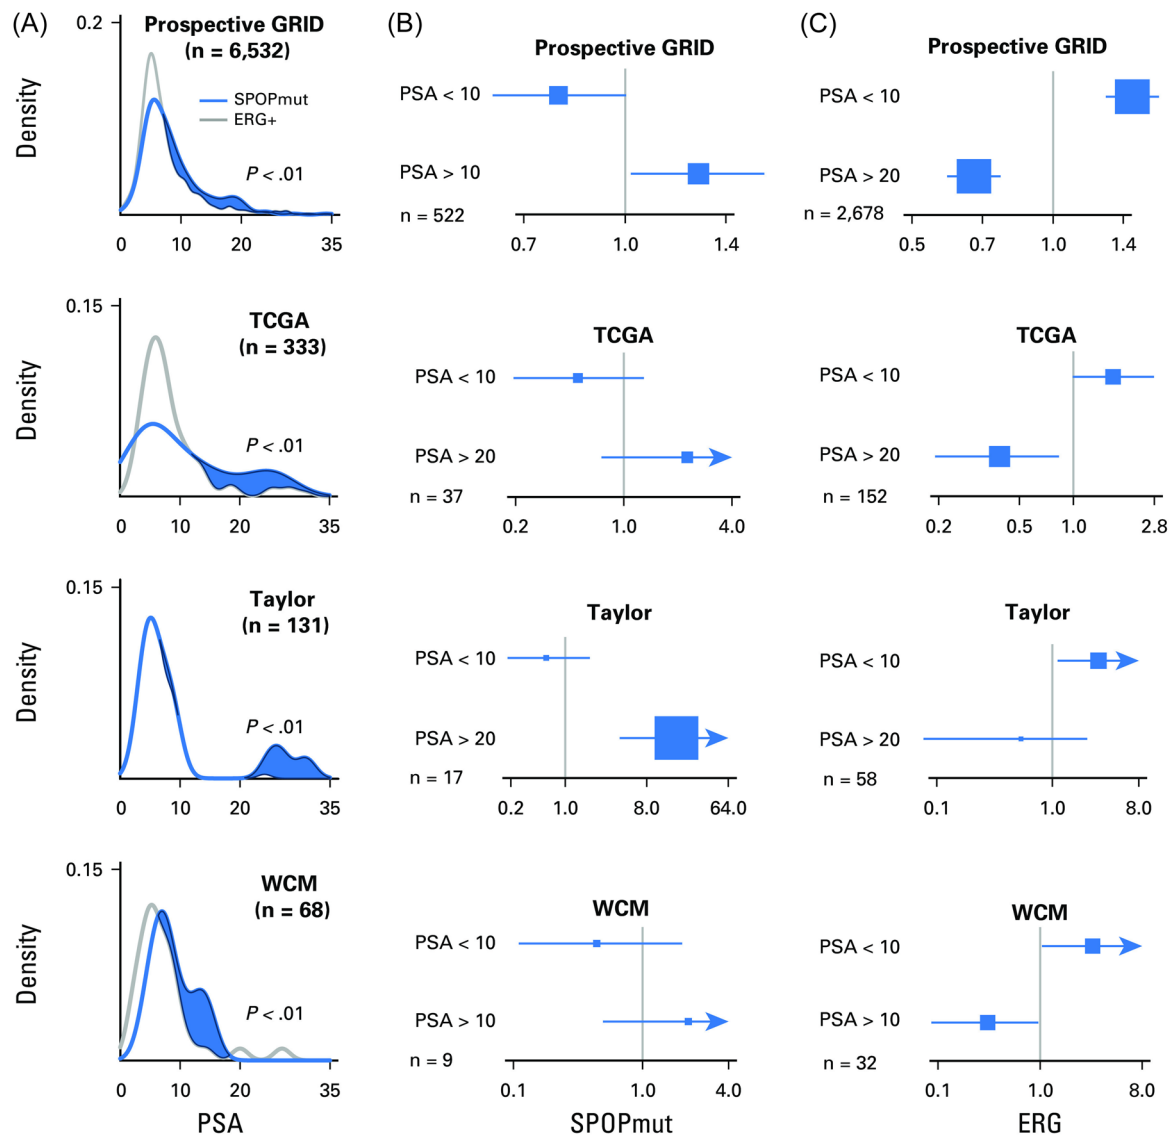 (A)
0.2
Prospective GRID
(n = 6,532)
SPOPmut
ERG+
P < .01
Density
0 10 20 35
0.15
TCGA
(n = 333)
P < .01
Density
0 10 20 35
0.15
Taylor
(n = 131)
P < .01
Density
0 10 20 35
0.15
WCM
(n = 68)
P < .01
Density
0 10 20 35
PSA
(B)
Prospective GRID
PSA < 10
PSA > 10
n = 522
0.7 1.0 1.4
TCGA
PSA < 10
PSA > 20
n = 37
0.2 1.0 4.0
Taylor
PSA < 10
PSA > 20
n = 17
0.2 1.0 8.0 64.0
WCM
PSA < 10
PSA > 10
n = 9
0.1 1.0 4.0
SPOPmut
(C)
Prospective GRID
PSA < 10
PSA > 20
n = 2,678
0.5 0.7 1.0 1.4
TCGA
PSA < 10
PSA > 20
n = 152
0.2 0.5 1.0 2.8
Taylor
PSA < 10
PSA > 20
n = 58
0.1 1.0 8.0
WCM
PSA < 10
PSA > 10
n = 32
0.1 1.0 8.0
ERG